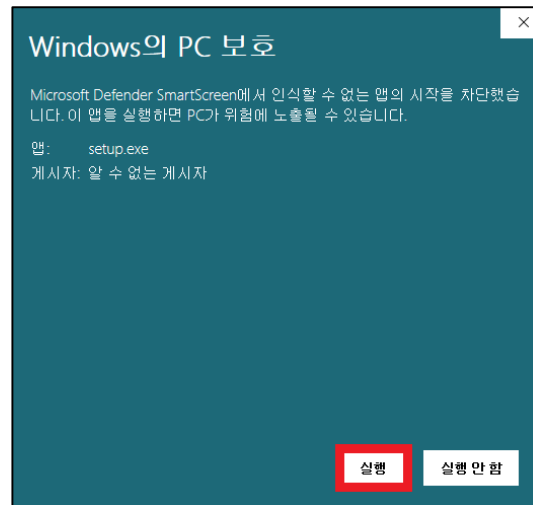 Windows의 PC 보호
Microsoft Defender SmartScreen에서 인식할 수 없는 앱의 시작을 차단했습
니다. 이 앱을 실행하면 PC가 위험에 노출될 수 있습니다.
앱: setup.exe
게시자: 알 수 없는 게시자
실행 실행 안 함